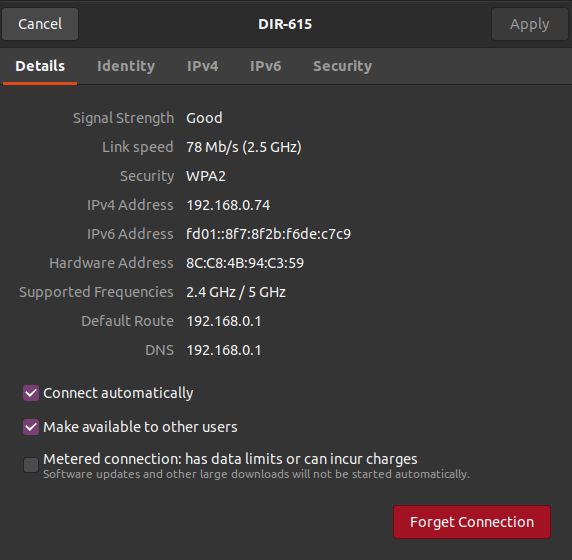 Cancel DIR-615 Apply
Details Identity IPv4 IPv6 Security
Signal Strength Good
Link speed 78 Mb/s (2.5 GHz)
Security WPA2
IPv4 Address 192.168.0.74
IPv6 Address fd01::8f7:8f2b:f6de:c7c9
Hardware Address 8C:C8:4B:94:C3:59
Supported Frequencies 2.4 GHz / 5 GHz
Default Route 192.168.0.1
DNS 192.168.0.1
Connect automatically
Make available to other users
Metered connection: has data limits or can incur charges
Software updates and other large downloads will not be started automatically.
Forget Connection